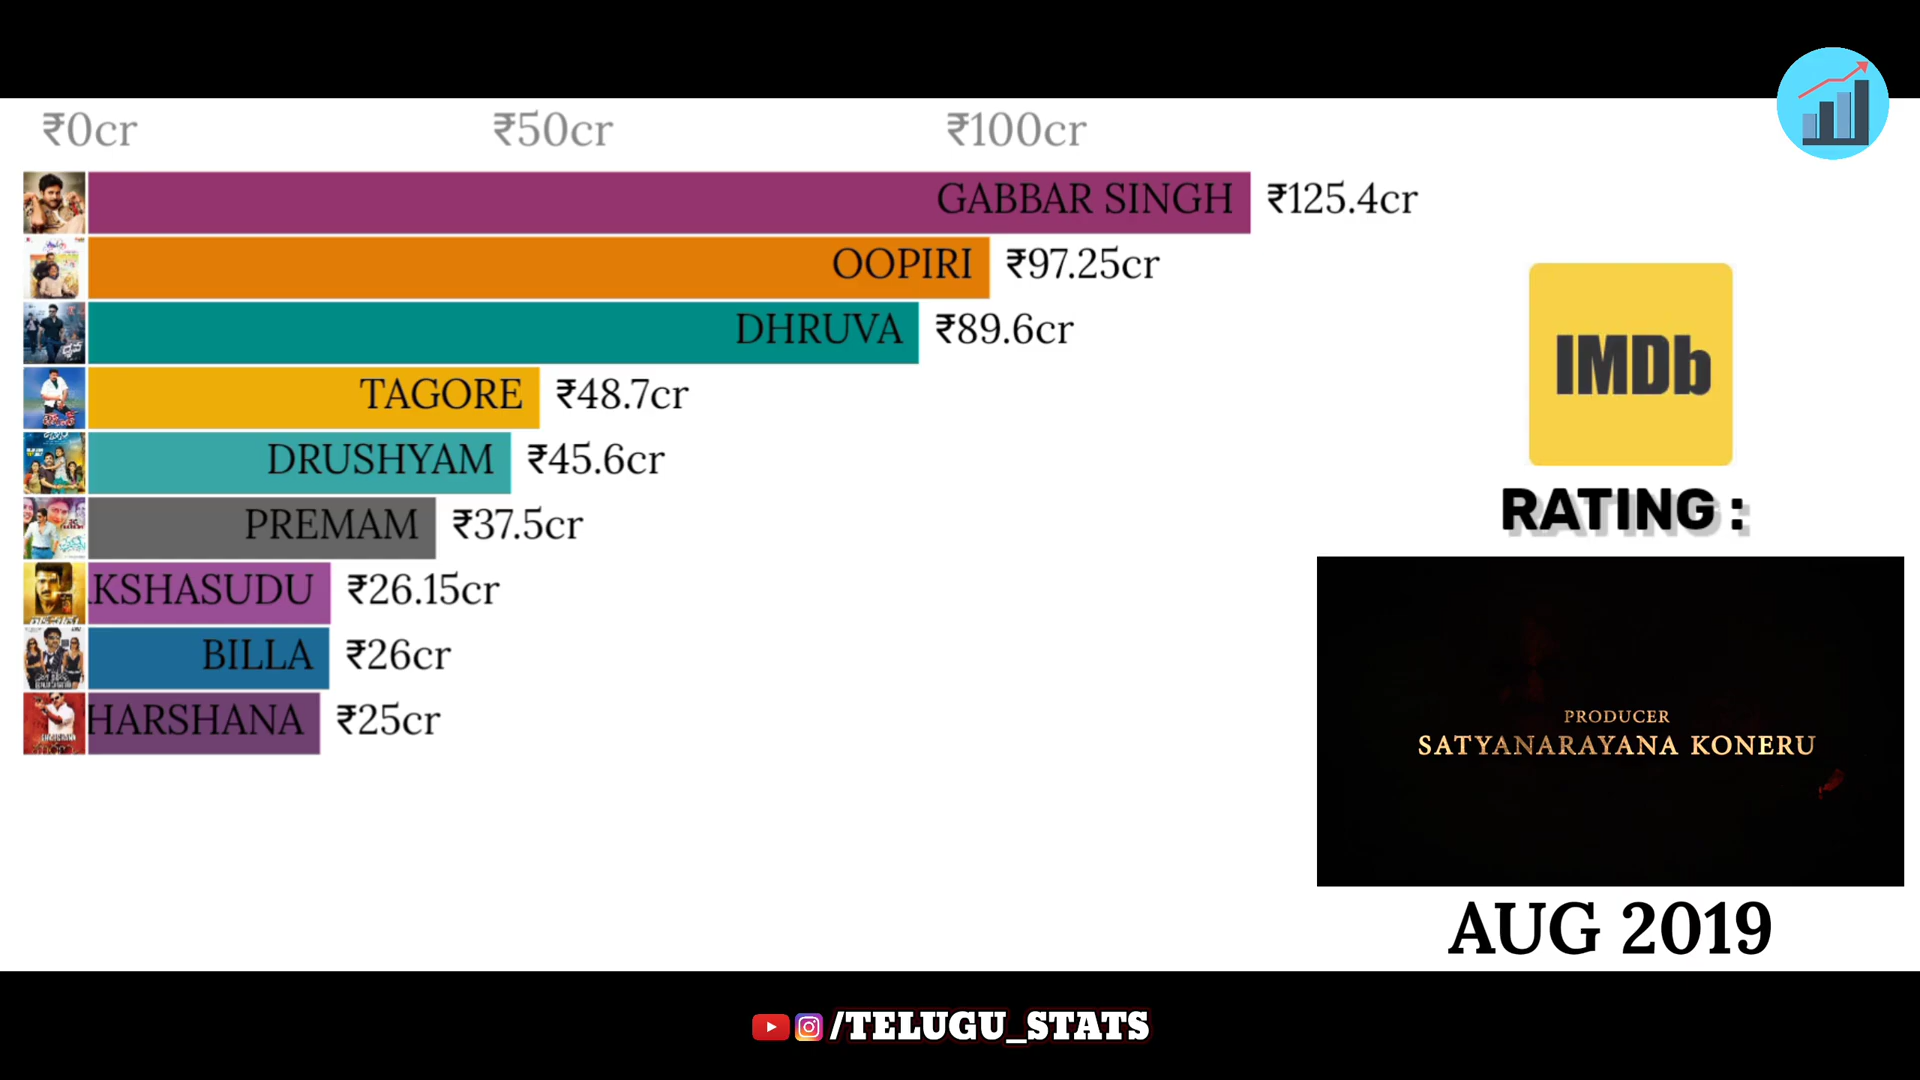 ₹0cr ₹50cr ₹100cr
GABBAR SINGH ₹125.4cr
OOPIRI ₹97.25cr
DHRUVA ₹89.6cr
TAGORE ₹48.7cr
DRUSHYAM ₹45.6cr
PREMAM ₹37.5cr
KSHASUDU ₹26.15cr
BILLA ₹26cr
HARSHANA ₹25cr
IMDb
RATING :
PRODUCER
SATYANARAYANA KONERU
AUG 2019
/TELUGU_STATS